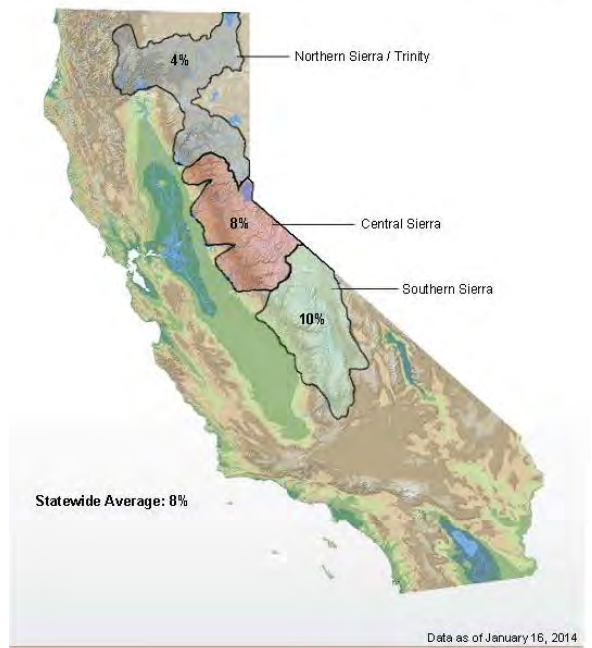 4%
Northern Sierra / Trinity
8%
Central Sierra
Southern Sierra
10%
Statewide Average: 8%
Data as of January 16, 2014